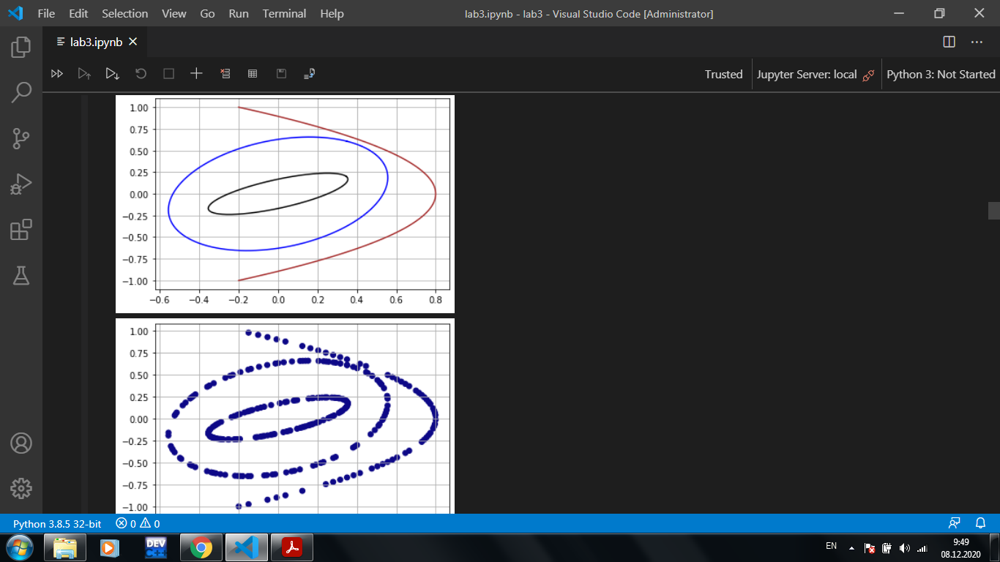 File Edit Selection View Go Run Terminal Help
lab3.ipynb - lab3 - Visual Studio Code [Administrator]
lab3.ipynb
Trusted
Jupyter Server: local
Python 3: Not Started
1.00
0.75
0.50
0.25
0.00
−0.25
−0.50
−0.75
−1.00
−0.6 −0.4 −0.2 0.0 0.2 0.4 0.6 0.8
1.00
0.75
0.50
0.25
0.00
−0.25
−0.50
−0.75
−1.00
Python 3.8.5 32-bit
0
0
DEV
C++
EN
9:49
08.12.2020